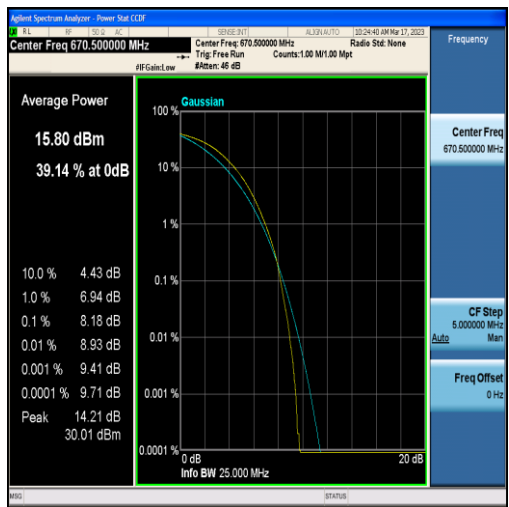 Agilent Spectrum Analyzer - Power Stat CCDF
RL RF 50 Ω AC SENSE:INT ALIGN AUTO 10:24:40 AM Mar 17, 2023
Center Freq 670.500000 MHz
Center Freq: 670.500000 MHz Radio Std: None
Trig: Free Run Counts:1.00 M/1.00 Mpt
#IFGain:Low #Atten: 46 dB
Frequency
Average Power
15.80 dBm
39.14 % at 0dB
10.0 % 4.43 dB
1.0 % 6.94 dB
0.1 % 8.18 dB
0.01 % 8.93 dB
0.001 % 9.41 dB
0.0001 % 9.71 dB
Peak 14.21 dB
30.01 dBm
Gaussian
100 %
10 %
1 %
0.1 %
0.01 %
0.001 %
0.0001 %
0 dB 20 dB
Info BW 25.000 MHz
Center Freq
670.500000 MHz
CF Step
5.000000 MHz
Auto Man
Freq Offset
0 Hz
MSG STATUS